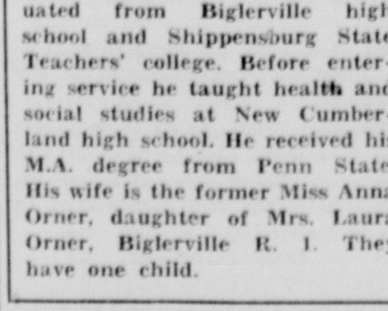 uated from Biglerville high
school and Shippensburg State
Teachers' college. Before enter-
ing service he taught health and
social studies at New Cumber-
land high school. He received his
M.A. degree from Penn State.
His wife is the former Miss Anna
Orner, daughter of Mrs. Laura
Orner, Biglerville R. 1. They
have one child.